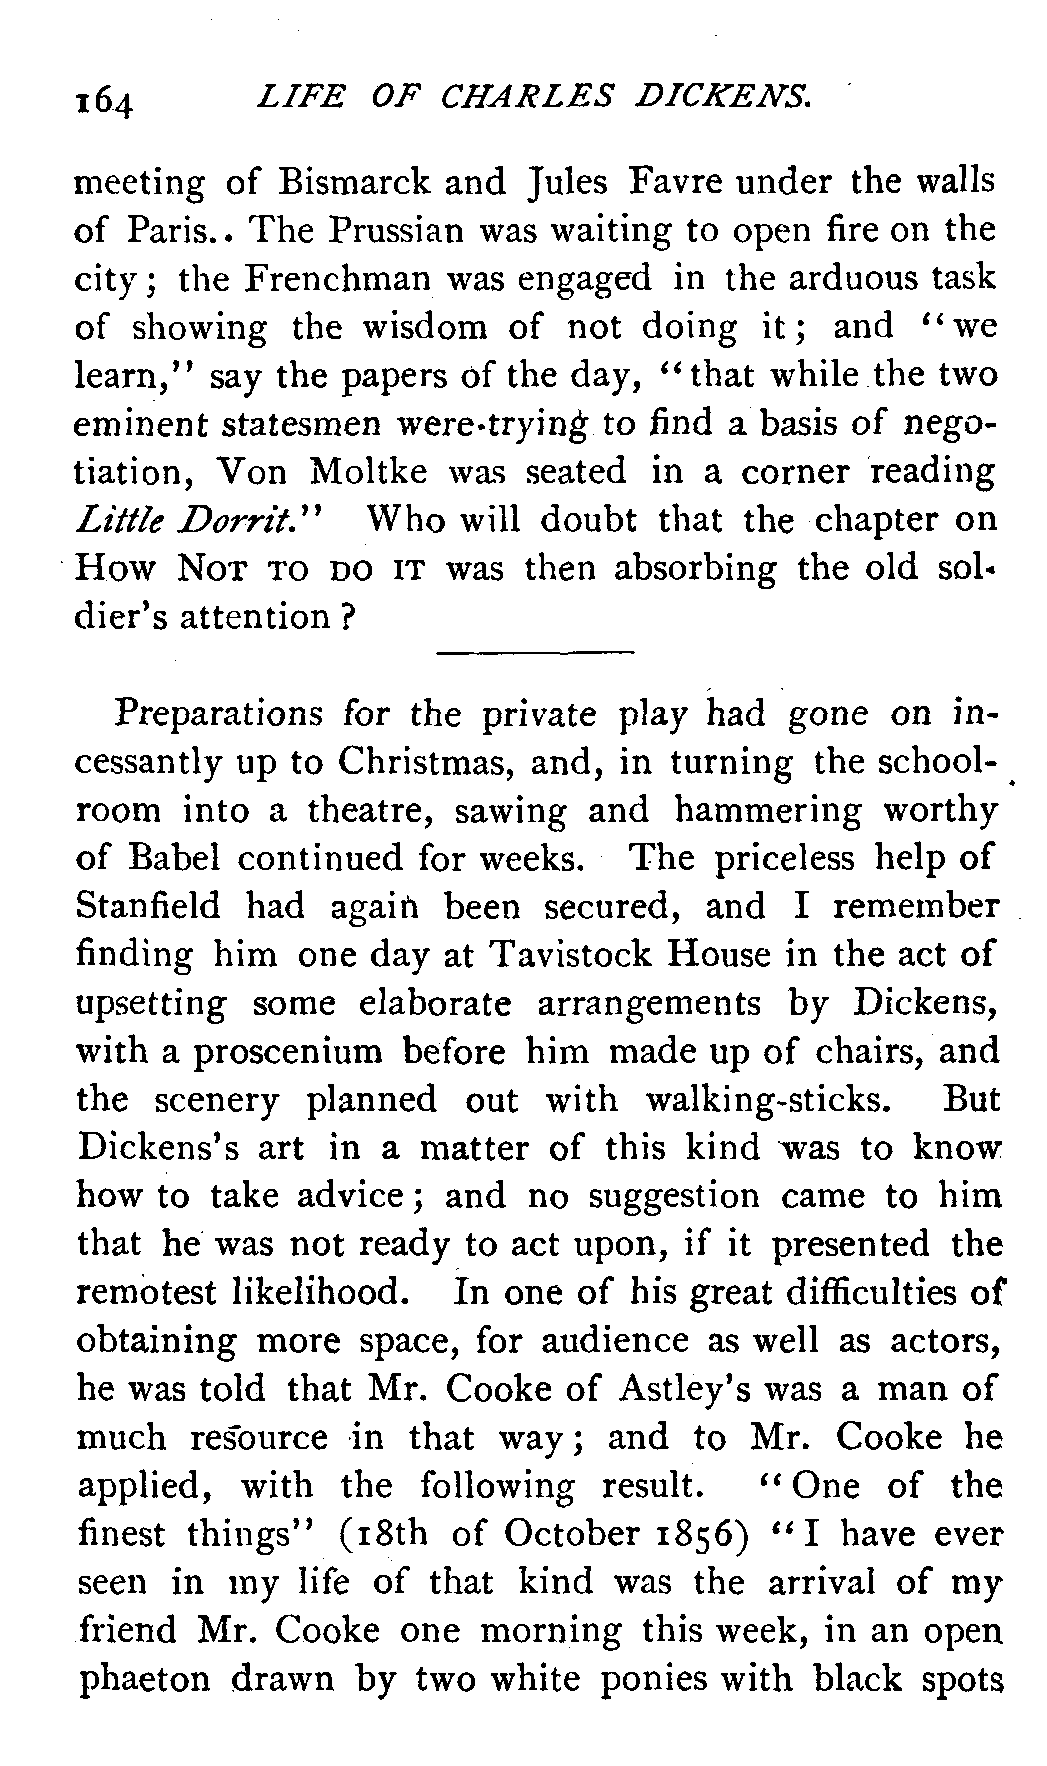 164 LIFE OF CHARLES DICKENS.
meeting of Bismarck and Jules Favre under the walls
of Paris.. The Prussian was waiting to open fire on the
city; the Frenchman was engaged in the arduous task
of showing the wisdom of not doing it; and "we
learn," say the papers of the day, "that while the two
eminent statesmen were trying to find a basis of nego-
tiation, Von Moltke was seated in a corner reading
Little Dorrit." Who will doubt that the chapter on
HOW NOT TO DO IT was then absorbing the old sol-
dier's attention?
Preparations for the private play had gone on in-
cessantly up to Christmas, and, in turning the school-
room into a theatre, sawing and hammering worthy
of Babel continued for weeks. The priceless help of
Stanfield had again been secured, and I remember
finding him one day at Tavistock House in the act of
upsetting some elaborate arrangements by Dickens,
with a proscenium before him made up of chairs, and
the scenery planned out with walking-sticks. But
Dickens's art in a matter of this kind was to know
how to take advice; and no suggestion came to him
that he was not ready to act upon, if it presented the
remotest likelihood. In one of his great difficulties of
obtaining more space, for audience as well as actors,
he was told that Mr. Cooke of Astley's was a man of
much resource in that way; and to Mr. Cooke he
applied, with the following result. "One of the
finest things" (18th of October 1856) "I have ever
seen in my life of that kind was the arrival of my
friend Mr. Cooke one morning this week, in an open
phaeton drawn by two white ponies with black spots